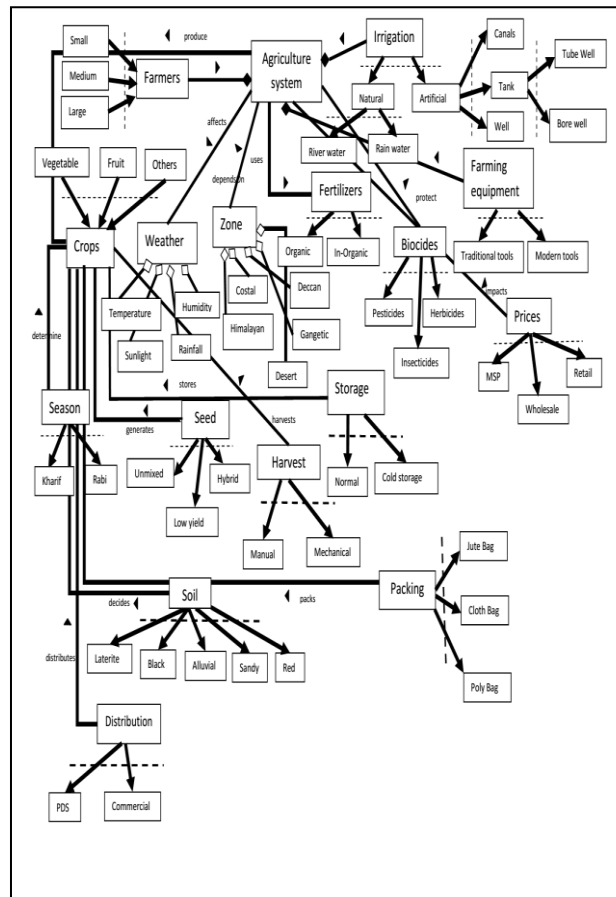 Small
Medium
Large
Farmers
produce
Agriculture
system
Irrigation
Natural
Artificial
Canals
Tank
Well
Tube Well
Bore well
River water
Rain water
Vegetable
Fruit
Others
affects
dependson
uses
protect
Farming
equipment
Fertilizers
Organic
In-Organic
Traditional tools
Modern tools
Crops
Weather
Zone
Biocides
Temperature
Sunlight
Rainfall
Humidity
Costal
Himalayan
Deccan
Gangetic
Desert
Pesticides
Herbicides
Insecticides
impacts
Prices
MSP
Wholesale
Retail
determine
stores
Storage
Normal
Cold storage
Season
Kharif
Rabi
generates
Seed
Unmixed
Low yield
Hybrid
harvests
Harvest
Manual
Mechanical
decides
Soil
packs
Packing
Jute Bag
Cloth Bag
Poly Bag
Laterite
Black
Alluvial
Sandy
Red
distributes
Distribution
PDS
Commercial